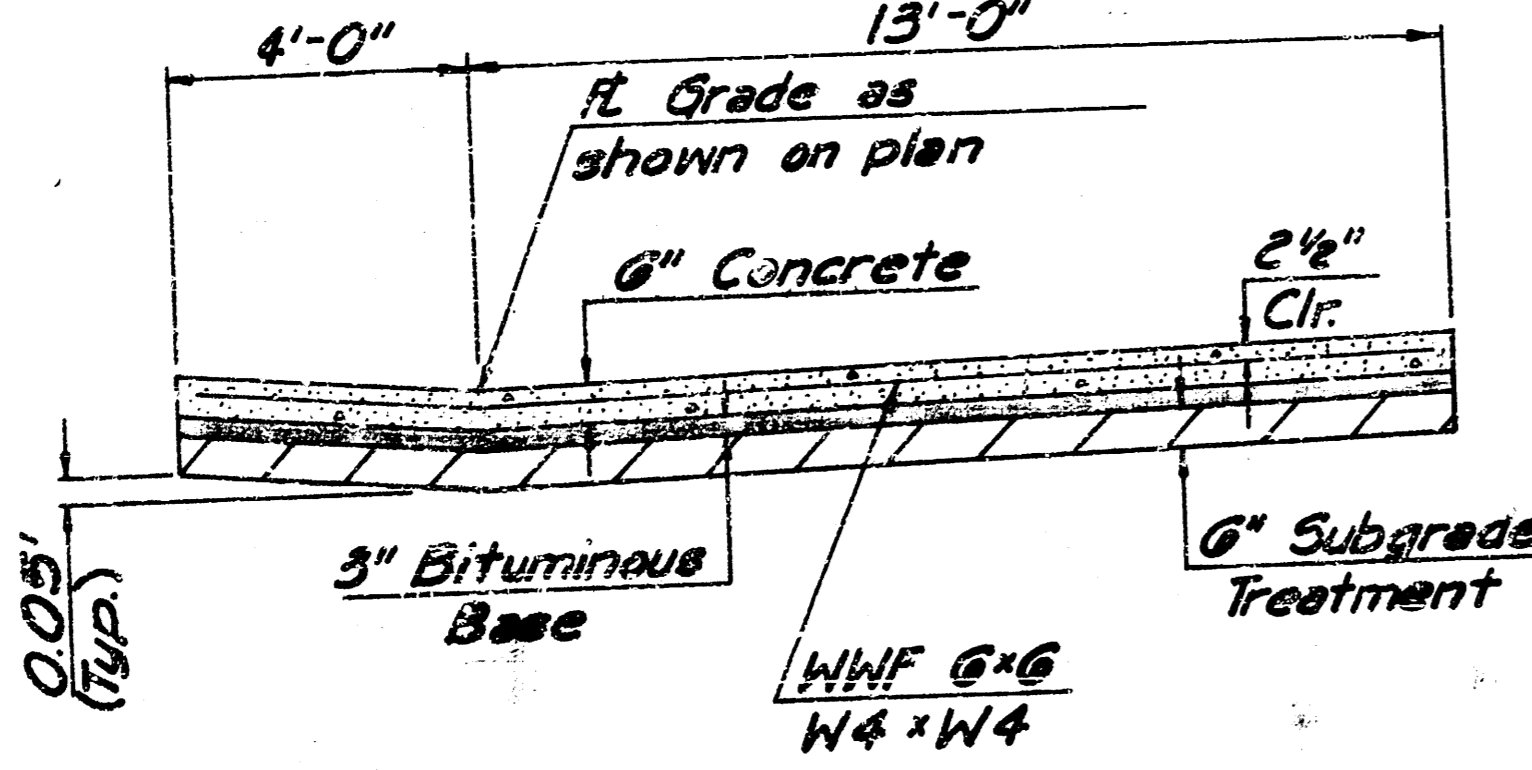 4'-0"
13'-0"
Grade as
shown on plan
6" Concrete
2½"
Clr.
0.05'
(Typ.)
3" Bituminous
Base
WWF 6×6
W4 × W4
6" Subgrade
Treatment